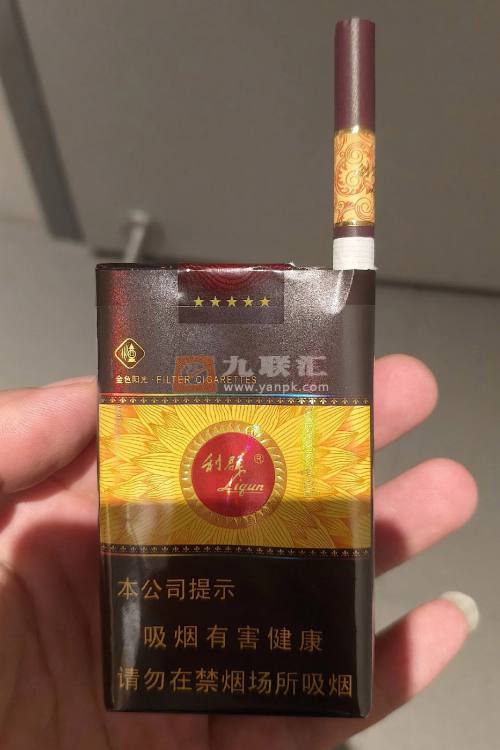 九联汇
www.yanpk.com
金色阳光·FILTER CIGARETTES
利群®
Liqun
本公司提示
吸烟有害健康
请勿在禁烟场所吸烟